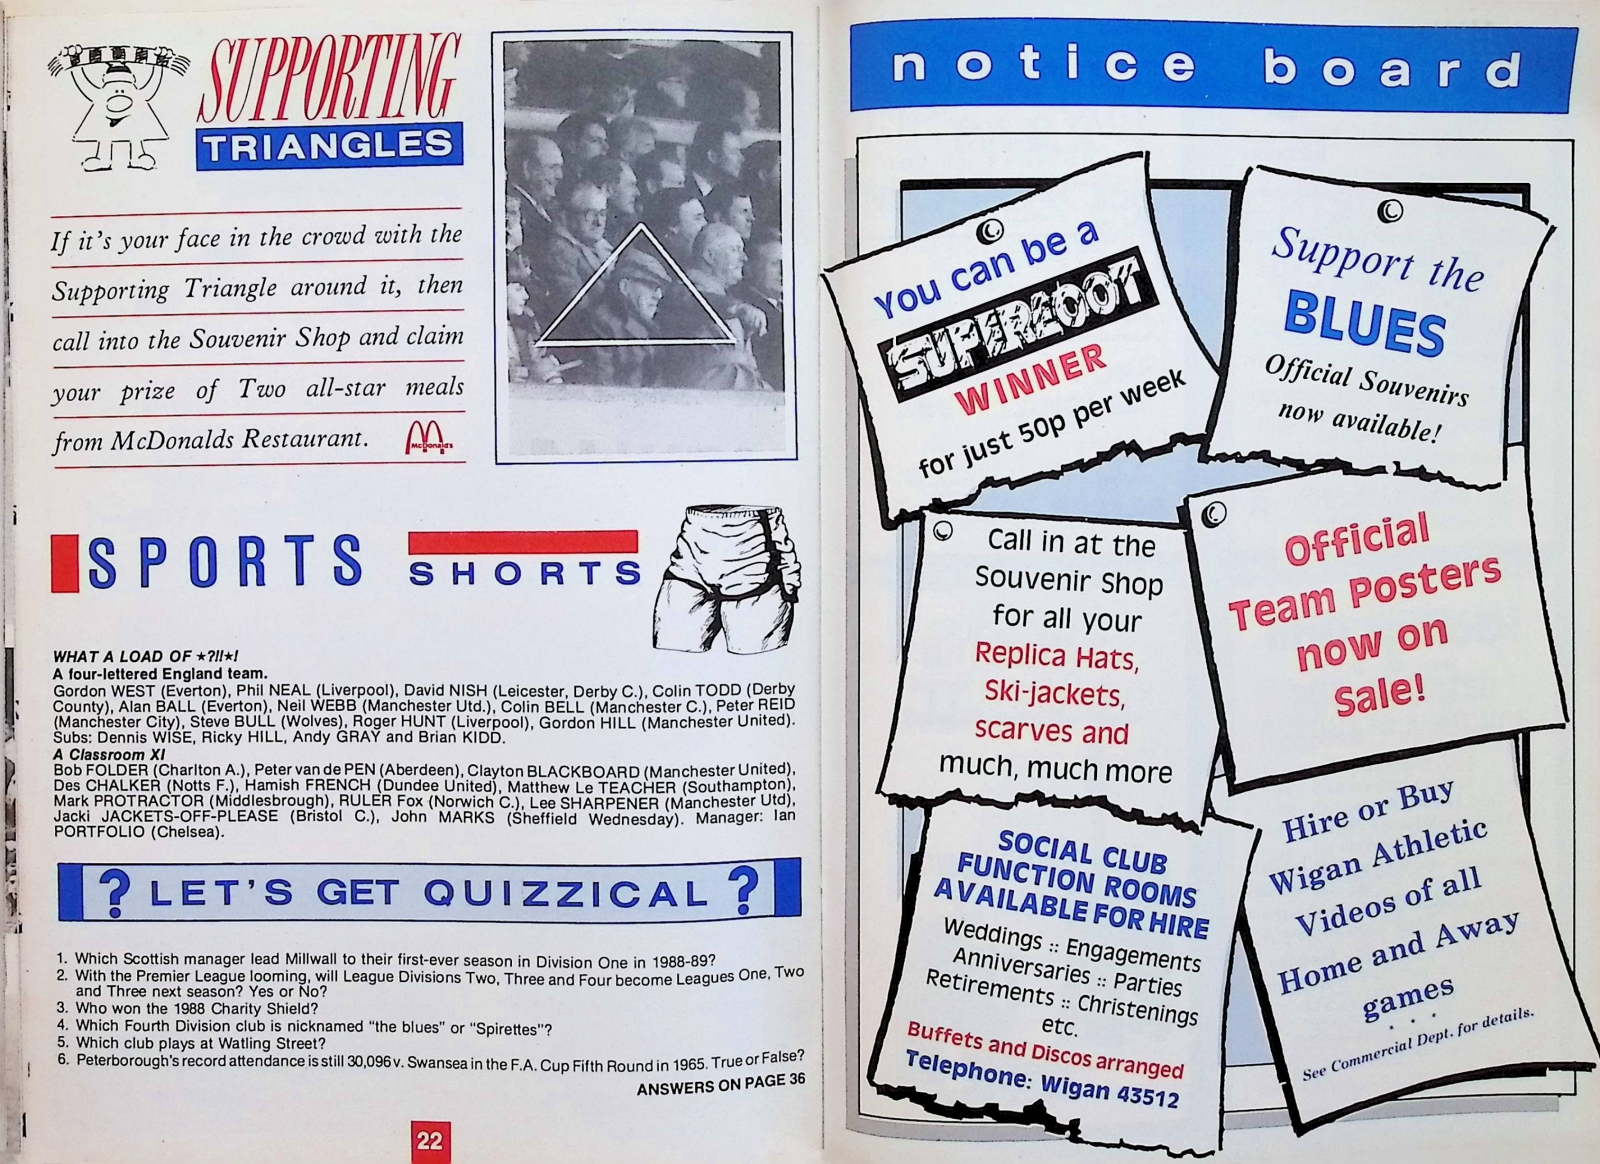 SUPPORTING
TRIANGLES
If it's your face in the crowd with the
Supporting Triangle around it, then
call into the Souvenir Shop and claim
your prize of Two all-star meals
from McDonalds Restaurant.
McDonald's
SPORTS SHORTS
WHAT A LOAD OF ★?!!★!
A four-lettered England team.
Gordon WEST (Everton), Phil NEAL (Liverpool), David NISH (Leicester, Derby C.), Colin TODD (Derby
County), Alan BALL (Everton), Neil WEBB (Manchester Utd.), Colin BELL (Manchester C.), Peter REID
(Manchester City), Steve BULL (Wolves), Roger HUNT (Liverpool), Gordon HILL (Manchester United).
Subs: Dennis WISE, Ricky HILL, Andy GRAY and Brian KIDD.
A Classroom XI
Bob FOLDER (Charlton A.), Peter van de PEN (Aberdeen), Clayton BLACKBOARD (Manchester United),
Des CHALKER (Notts F.), Hamish FRENCH (Dundee United), Matthew Le TEACHER (Southampton),
Mark PROTRACTOR (Middlesbrough), RULER Fox (Norwich C.), Lee SHARPENER (Manchester Utd),
Jacki JACKETS-OFF-PLEASE (Bristol C.), John MARKS (Sheffield Wednesday). Manager: Ian
PORTFOLIO (Chelsea).
? LET'S GET QUIZZICAL ?
1. Which Scottish manager lead Millwall to their first-ever season in Division One in 1988-89?
2. With the Premier League looming, will League Divisions Two, Three and Four become Leagues One, Two
and Three next season? Yes or No?
3. Who won the 1988 Charity Shield?
4. Which Fourth Division club is nicknamed "the blues" or "Spirettes"?
5. Which club plays at Watling Street?
6. Peterborough's record attendance is still 30,096 v. Swansea in the F.A. Cup Fifth Round in 1965. True or False?
ANSWERS ON PAGE 36
22
notice board
You can be a
SUPERLOOT
WINNER
for just 50p per week
Support the
BLUES
Official Souvenirs
now available!
Call in at the
Souvenir Shop
for all your
Replica Hats,
Ski-jackets,
scarves and
much, much more
Official
Team Posters
now on
Sale!
SOCIAL CLUB
FUNCTION ROOMS
AVAILABLE FOR HIRE
Weddings :: Engagements
Anniversaries :: Parties
Retirements :: Christenings
etc.
Buffets and Discos arranged
Telephone: Wigan 43512
Hire or Buy
Wigan Athletic
Videos of all
Home and Away
games
. . .
See Commercial Dept. for details.